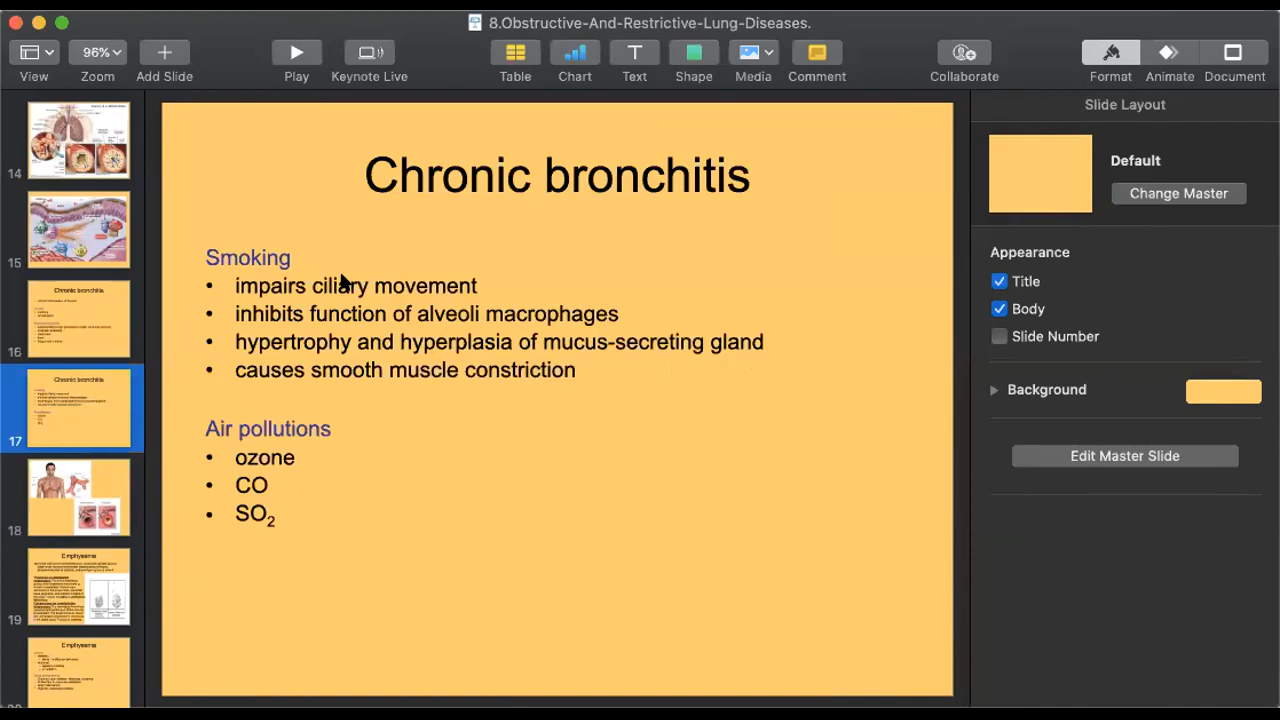 8.Obstructive-And-Restrictive-Lung-Diseases.
96%
View
Zoom
Add Slide
Play
Keynote Live
Table
Chart
Text
Shape
Media
Comment
Collaborate
Format
Animate
Document
14
15
Chronic bronchitis
16
Chronic bronchitis
17
18
Emphysema
19
Emphysema
Chronic bronchitis
Smoking
• impairs ciliary movement
• inhibits function of alveoli macrophages
• hypertrophy and hyperplasia of mucus-secreting gland
• causes smooth muscle constriction
Air pollutions
• ozone
• CO
• SO₂
Slide Layout
Default
Change Master
Appearance
Title
Body
Slide Number
Background
Edit Master Slide